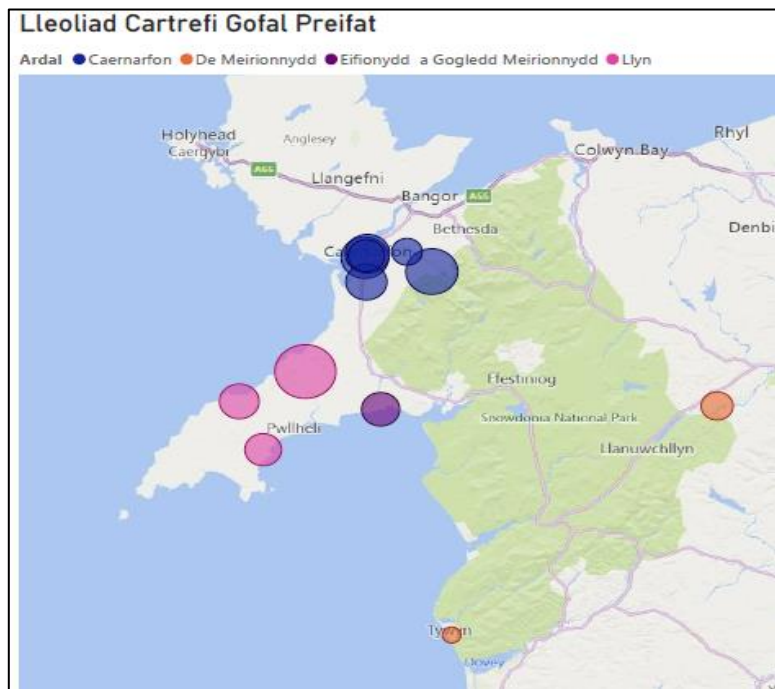 Lleoliad Cartrefi Gofal Preifat
Ardal Caernarfon De Meirionnydd Eifionydd a Gogledd Meirionnydd Llyn
Holyhead
Caergybi
Anglesey
Rhyl
Colwyn Bay
A55
Llangefni
Bangor
A55
Bethesda
Denbi
Ffestiniog
Snowdonia National Park
Pwllheli
Llanuwchllyn
Tywyn
Dovey